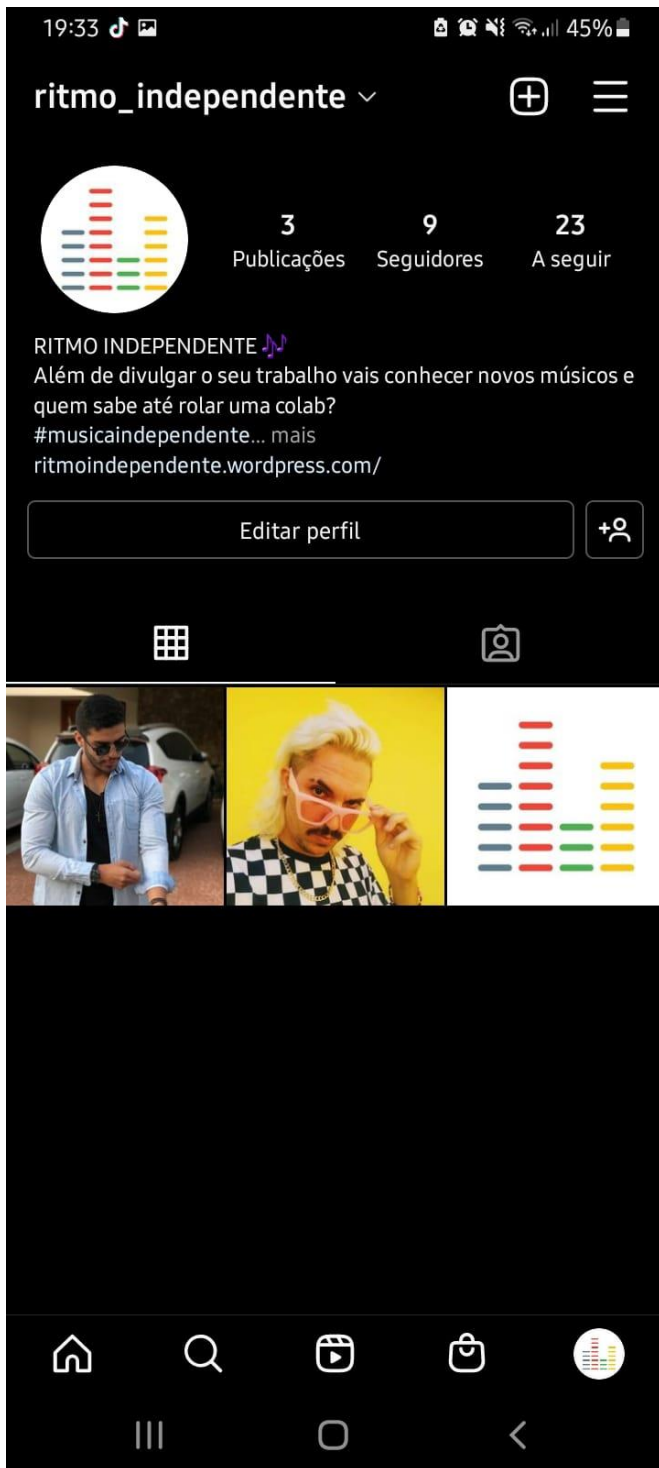 19:33 45%
ritmo_independente
3 9 23
Publicações Seguidores A seguir
RITMO INDEPENDENTE 🎶
Além de divulgar o seu trabalho vais conhecer novos músicos e
quem sabe até rolar uma colab?
#musicaindependente... mais
ritmoindependente.wordpress.com/
Editar perfil